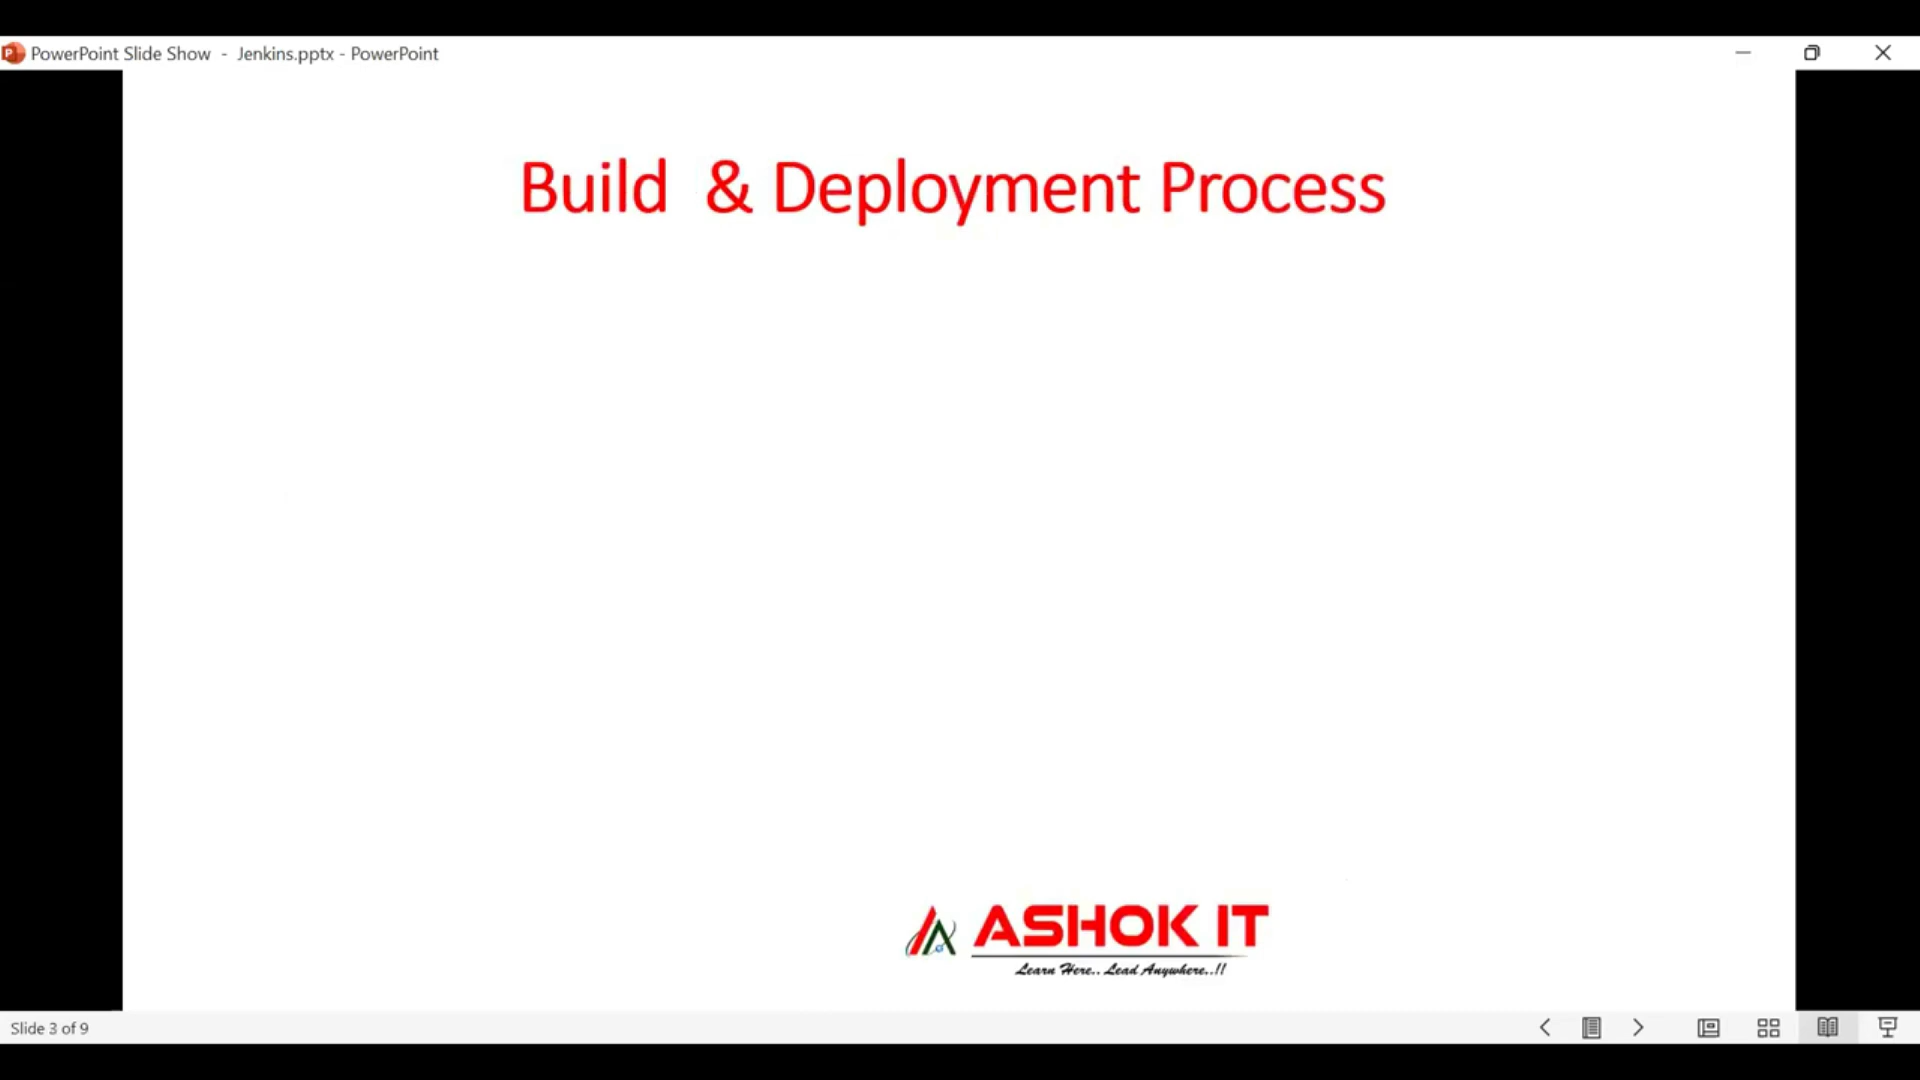 PowerPoint Slide Show - Jenkins.pptx - PowerPoint
Build & Deployment Process
ASHOK IT
Learn Here.. Lead Anywhere..!!
Slide 3 of 9